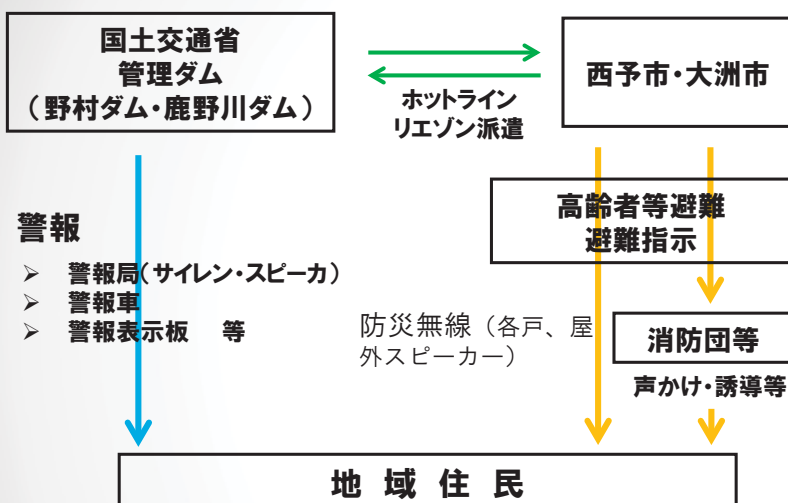 国土交通省
管理ダム
（野村ダム・鹿野川ダム）
ホットライン
リエゾン派遣
西予市・大洲市
高齢者等避難
避難指示
警報
➢ 警報局（サイレン・スピーカ）
➢ 警報車
➢ 警報表示板　等
防災無線（各戸、屋
外スピーカー）
消防団等
声かけ・誘導等
地 域 住 民